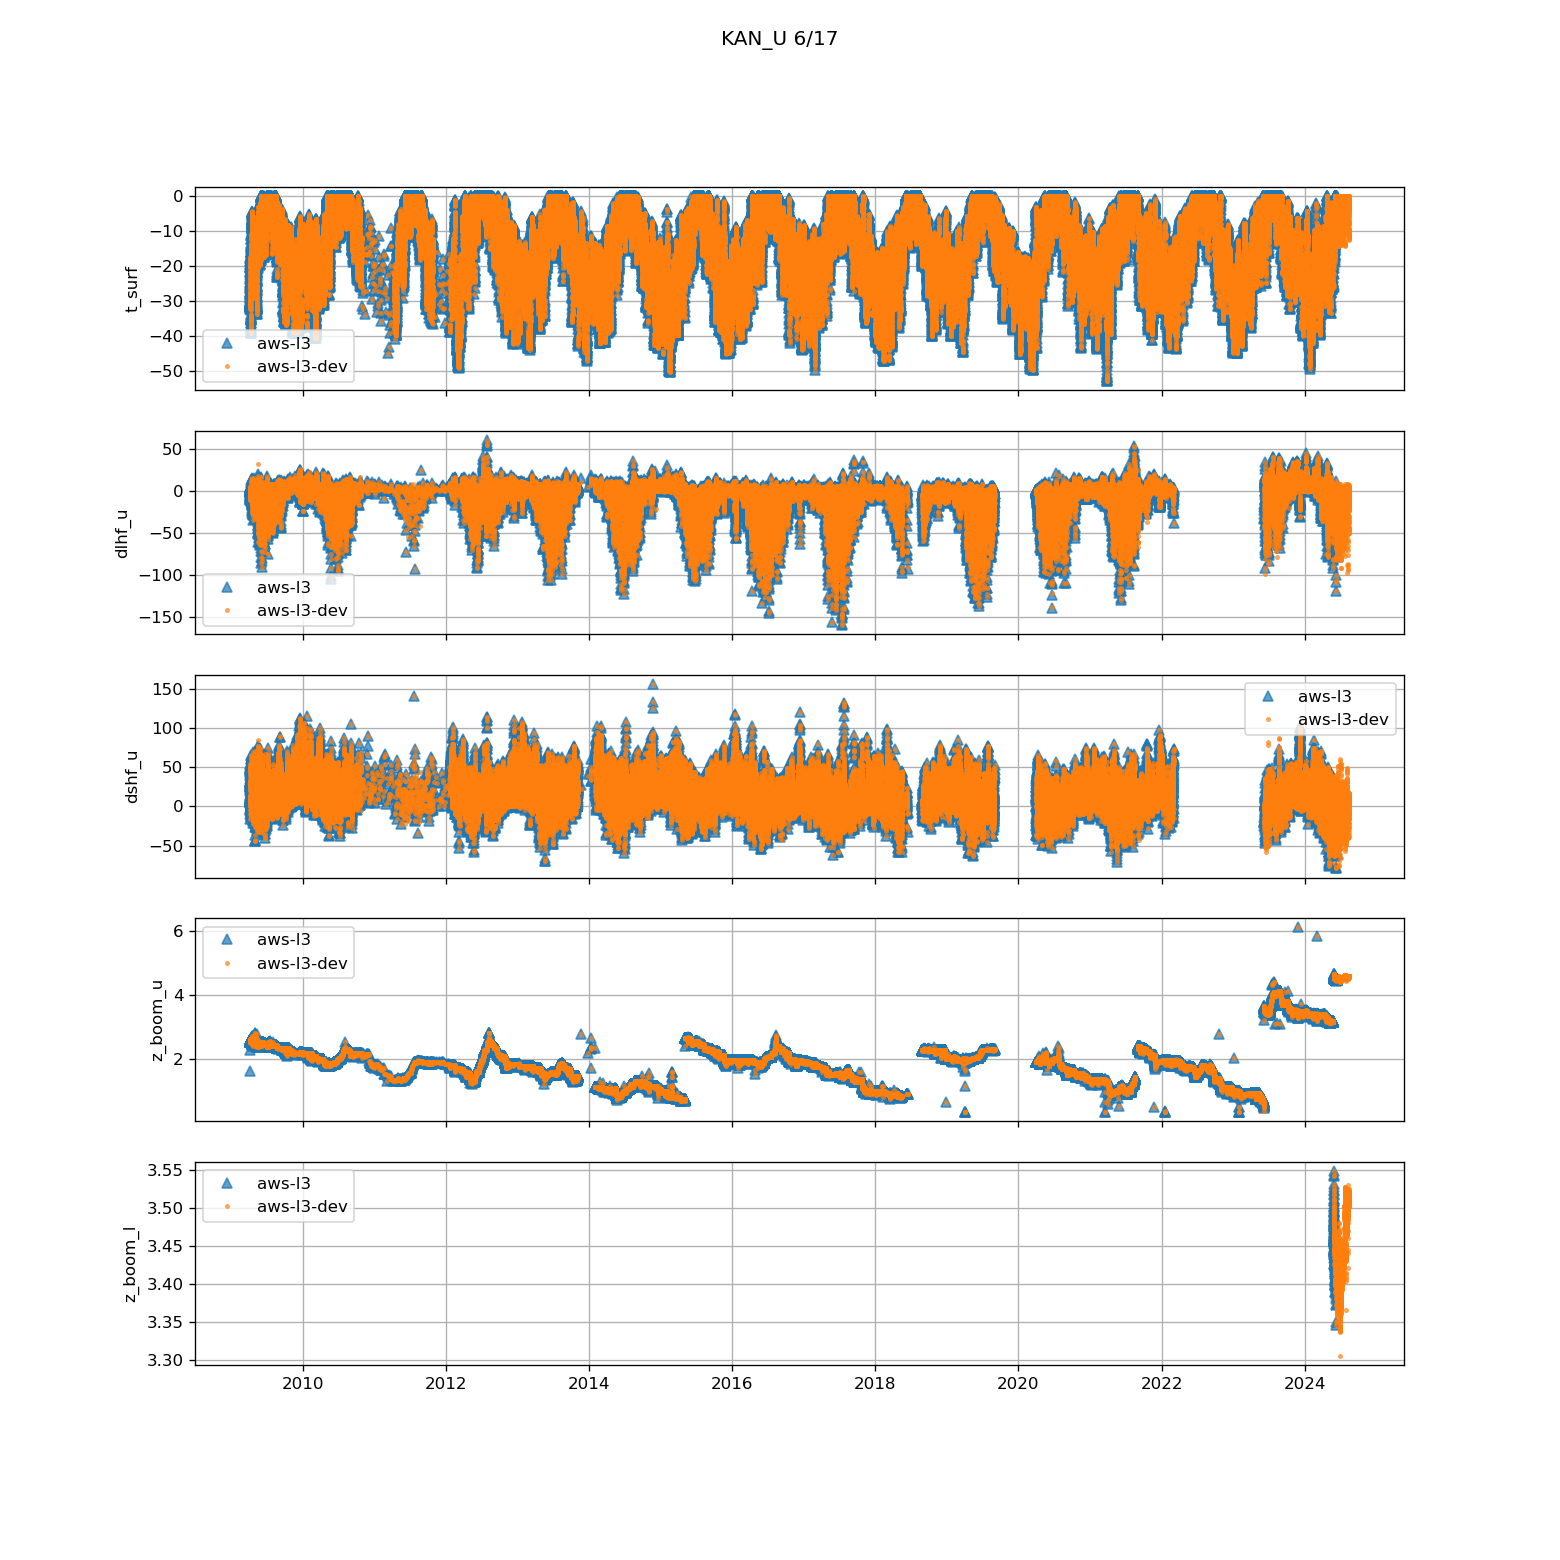 KAN_U 6/17
0
−10
−20
−30
−40
−50
t_surf
aws-l3
aws-l3-dev
50
0
−50
−100
−150
dlhf_u
aws-l3
aws-l3-dev
150
100
50
0
−50
dshf_u
aws-l3
aws-l3-dev
6
4
2
z_boom_u
aws-l3
aws-l3-dev
3.55
3.50
3.45
3.40
3.35
3.30
z_boom_l
aws-l3
aws-l3-dev
2010 2012 2014 2016 2018 2020 2022 2024